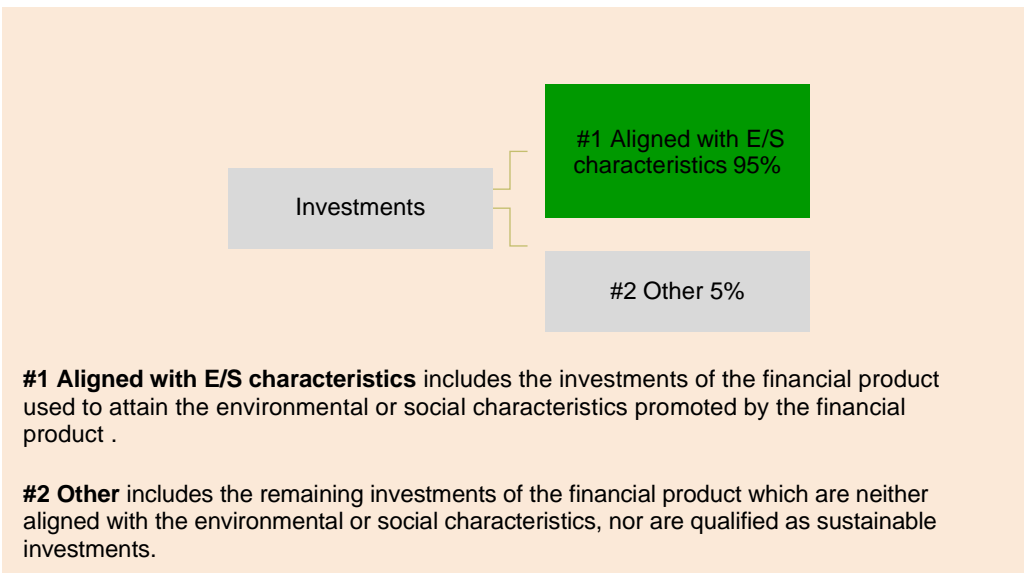 #1 Aligned with E/S
characteristics 95%
Investments
#2 Other 5%
#1 Aligned with E/S characteristics includes the investments of the financial product
used to attain the environmental or social characteristics promoted by the financial
product .
#2 Other includes the remaining investments of the financial product which are neither
aligned with the environmental or social characteristics, nor are qualified as sustainable
investments.